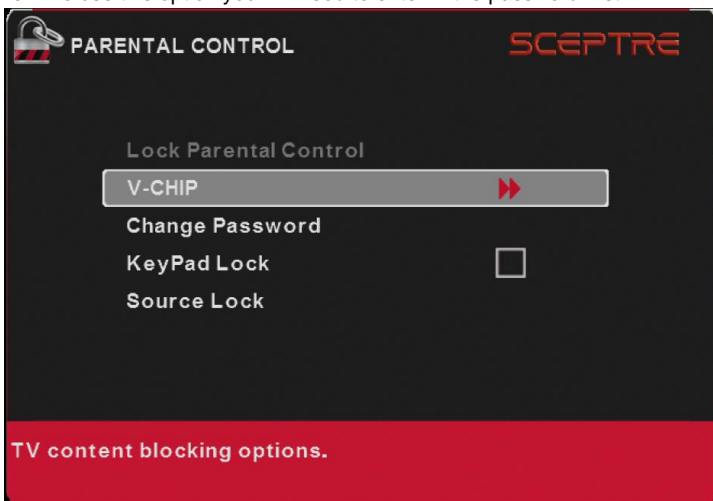 PARENTAL CONTROL
SCEPTRE
Lock Parental Control
V-CHIP
Change Password
KeyPad Lock
Source Lock
TV content blocking options.